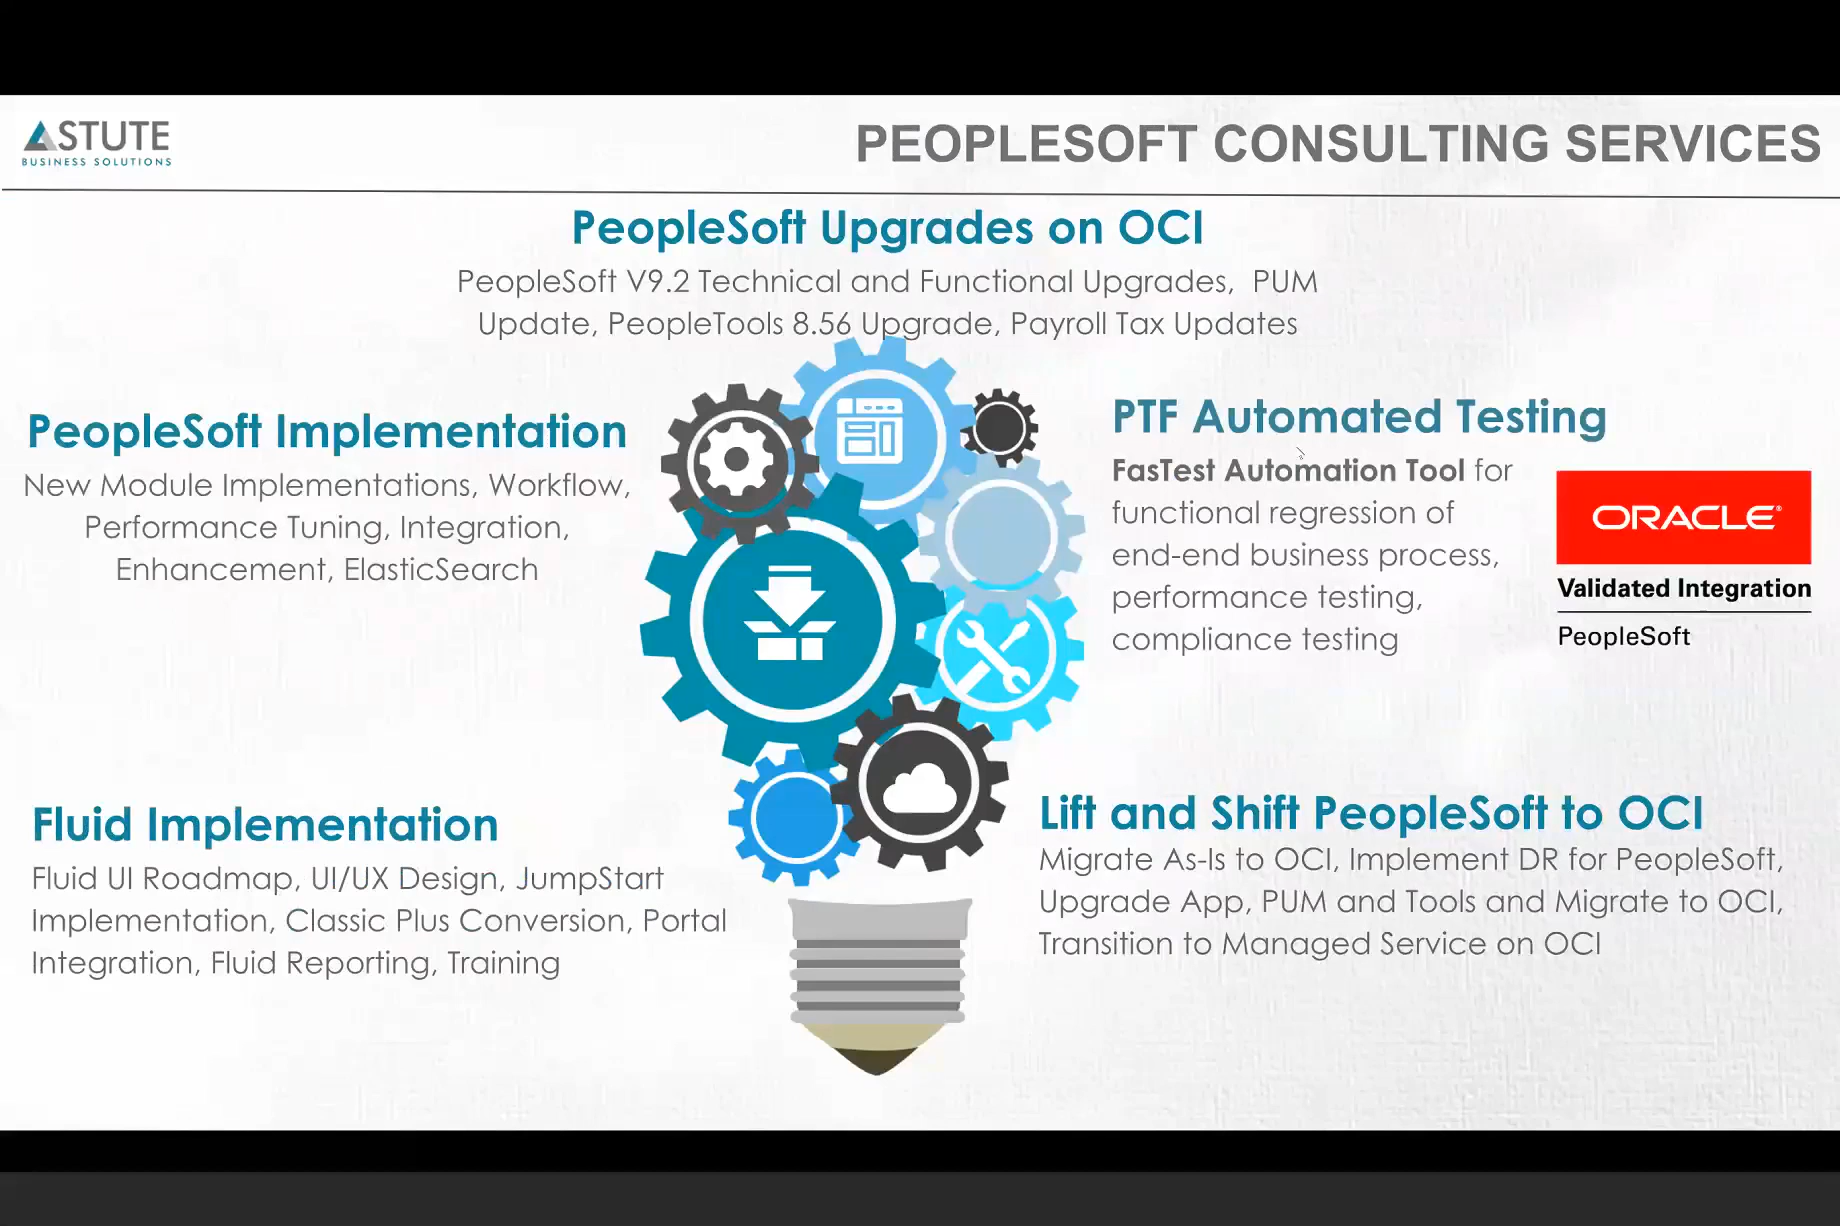 ASTUTE
BUSINESS SOLUTIONS
PEOPLESOFT CONSULTING SERVICES
PeopleSoft Upgrades on OCI
PeopleSoft V9.2 Technical and Functional Upgrades, PUM
Update, PeopleTools 8.56 Upgrade, Payroll Tax Updates
PeopleSoft Implementation
New Module Implementations, Workflow,
Performance Tuning, Integration,
Enhancement, ElasticSearch
PTF Automated Testing
FasTest Automation Tool for
functional regression of
end-end business process,
performance testing,
compliance testing
ORACLE®
Validated Integration
PeopleSoft
Fluid Implementation
Fluid UI Roadmap, UI/UX Design, JumpStart
Implementation, Classic Plus Conversion, Portal
Integration, Fluid Reporting, Training
Lift and Shift PeopleSoft to OCI
Migrate As-Is to OCI, Implement DR for PeopleSoft,
Upgrade App, PUM and Tools and Migrate to OCI,
Transition to Managed Service on OCI